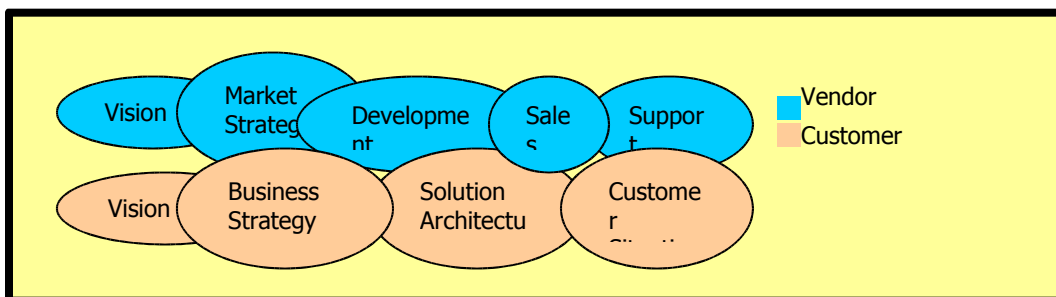 Vision
Market
Strateg
Developme
nt
Sale
s
Suppor
t
Vendor
Customer
Vision
Business
Strategy
Solution
Architectu
Custome
r